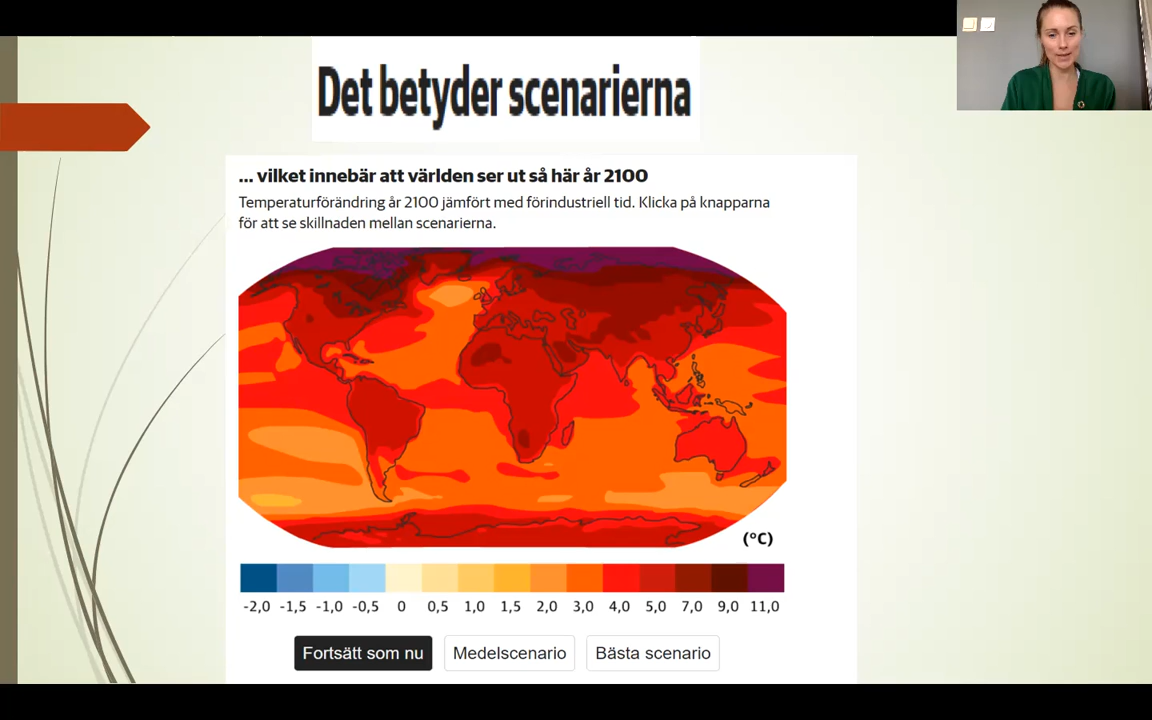 Det betyder scenarierna
... vilket innebär att världen ser ut så här år 2100
Temperaturförändring år 2100 jämfört med förindustriell tid. Klicka på knapparna
för att se skillnaden mellan scenarierna.
(°C)
-2,0 -1,5 -1,0 -0,5 0 0,5 1,0 1,5 2,0 3,0 4,0 5,0 7,0 9,0 11,0
Fortsätt som nu Medelscenario Bästa scenario